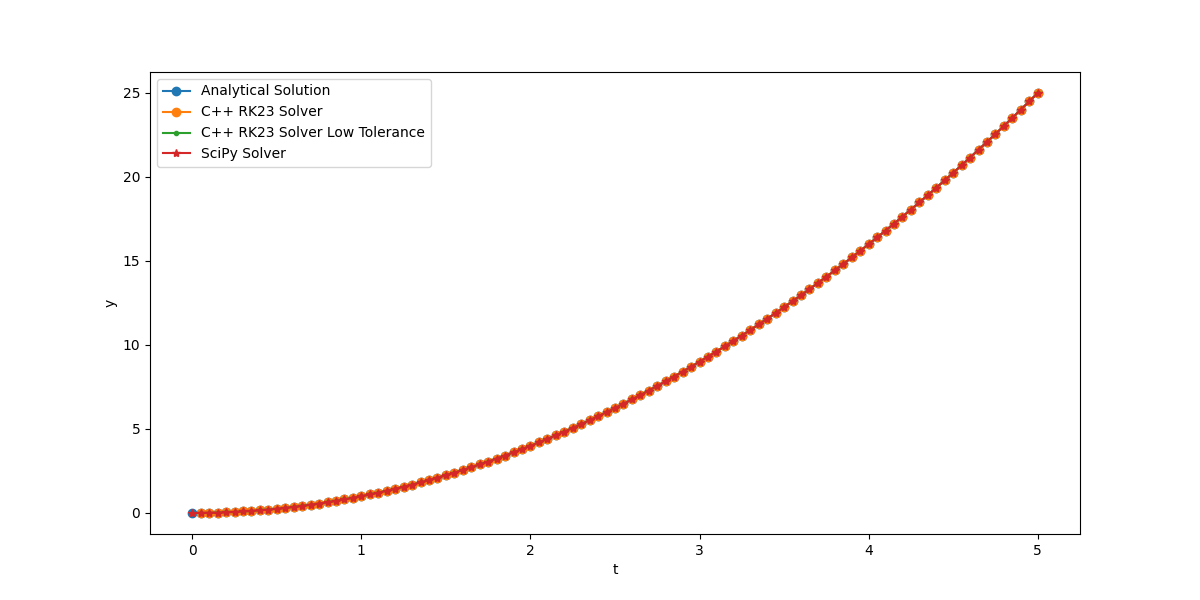 Analytical Solution
C++ RK23 Solver
C++ RK23 Solver Low Tolerance
SciPy Solver
25
20
15
10
5
0
y
0 1 2 3 4 5
t